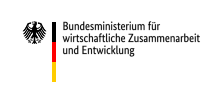 Bundesministerium für
wirtschaftliche Zusammenarbeit
und Entwicklung